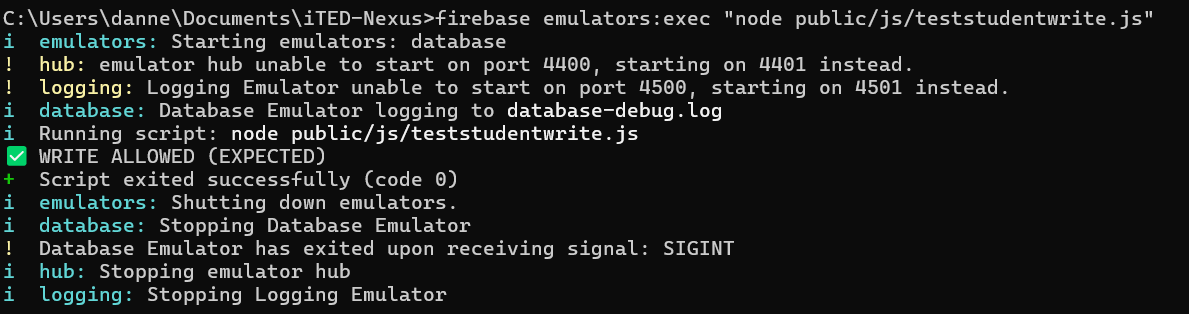 C:\Users\danne\Documents\iTED-Nexus>firebase emulators:exec "node public/js/teststudentwrite.js"
i  emulators: Starting emulators: database
!  hub: emulator hub unable to start on port 4400, starting on 4401 instead.
!  logging: Logging Emulator unable to start on port 4500, starting on 4501 instead.
i  database: Database Emulator logging to database-debug.log
i  Running script: node public/js/teststudentwrite.js
✅ WRITE ALLOWED (EXPECTED)
+  Script exited successfully (code 0)
i  emulators: Shutting down emulators.
i  database: Stopping Database Emulator
!  Database Emulator has exited upon receiving signal: SIGINT
i  hub: Stopping emulator hub
i  logging: Stopping Logging Emulator